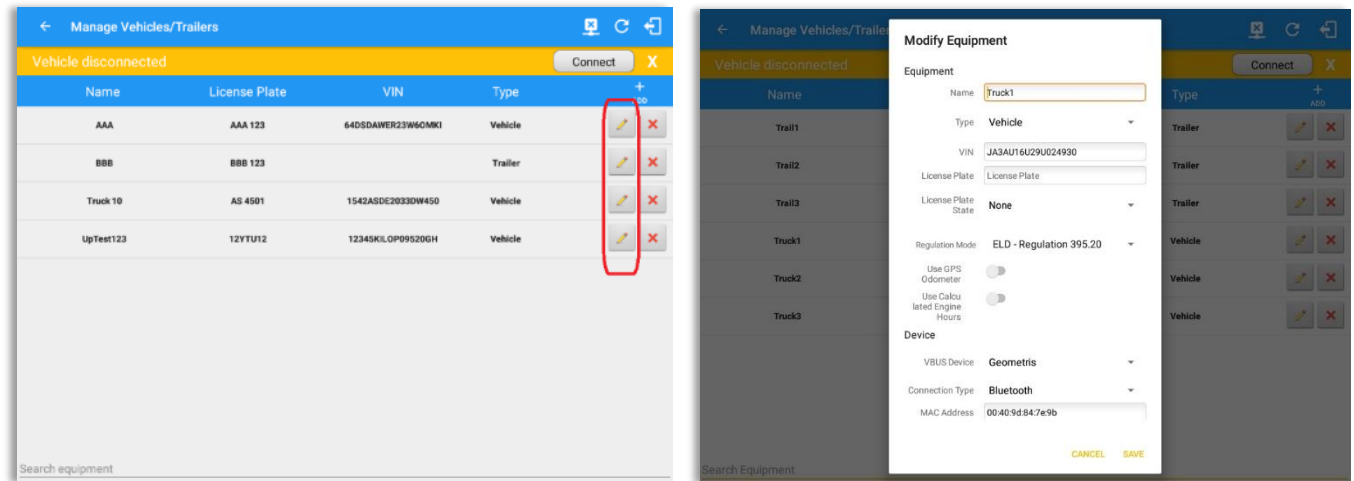 Manage Vehicles/Trailers
Vehicle disconnected Connect X
Name License Plate VIN Type ADD
AAA AAA 123 64DSDAWER23W6OMKI Vehicle
BBB BBB 123 Trailer
Truck 10 AS 4501 1542ASDE2033DW450 Vehicle
UpTest123 12YTU12 12345KILOP09520GH Vehicle
Search equipment
Manage Vehicles/Trailer
Vehicle disconnected Connect X
Name Type ADD
Trail1 Trailer
Trail2 Trailer
Trail3 Trailer
Truck1 Vehicle
Truck2 Vehicle
Truck3 Vehicle
Search Equipment
Modify Equipment
Equipment
Name Truck1
Type Vehicle
VIN JA3AU16U29U024930
License Plate License Plate
License Plate
State None
Regulation Mode ELD - Regulation 395.20
Use GPS
Odometer
Use Calcu
lated Engine
Hours
Device
VBUS Device Geometris
Connection Type Bluetooth
MAC Address 00:40:9d:84:7e:9b
CANCEL SAVE